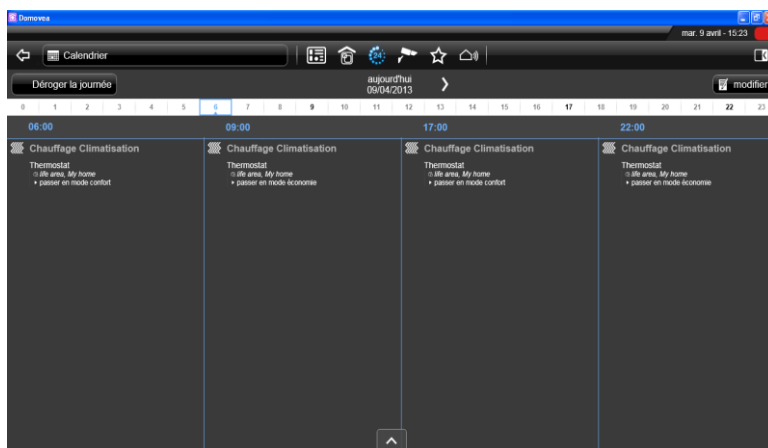 Domovea
mar. 9 avril - 15:23
Calendrier
24
Déroger la journée
aujourd'hui
09/04/2013
modifier
0 1 2 3 4 5 6 7 8 9 10 11 12 13 14 15 16 17 18 19 20 21 22 23
06:00 09:00 17:00 22:00
Chauffage Climatisation Chauffage Climatisation Chauffage Climatisation Chauffage Climatisation
Thermostat Thermostat Thermostat Thermostat
life area, My home life area, My home life area, My home life area, My home
passer en mode confort passer en mode économie passer en mode confort passer en mode économie